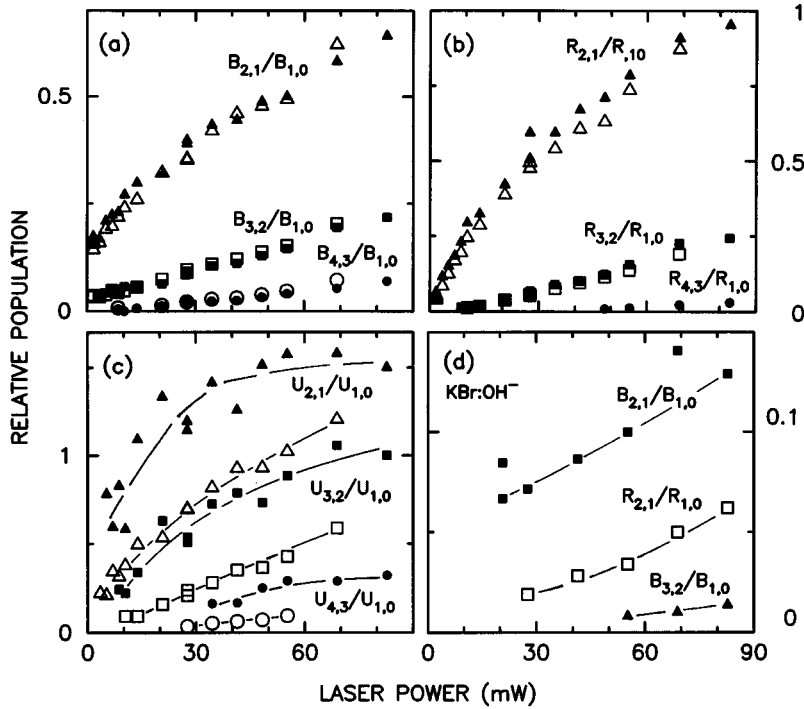 (a)
B2,1/B1,0
B3,2/B1,0
B4,3/B1,0
0.5
0
(b)
R2,1/R,10
R3,2/R1,0
R4,3/R1,0
1
0.5
0
RELATIVE POPULATION
(c)
U2,1/U1,0
U3,2/U1,0
U4,3/U1,0
1
0
0 30 60
(d)
KBr:OH−
B2,1/B1,0
R2,1/R1,0
B3,2/B1,0
0.1
0
0 30 60 90
LASER POWER (mW)